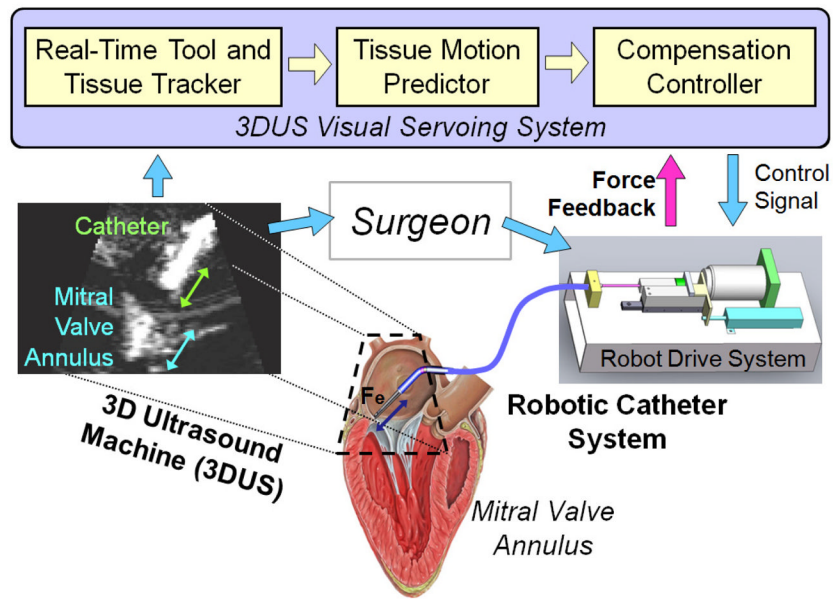 Real-Time Tool and
Tissue Tracker
Tissue Motion
Predictor
Compensation
Controller
3DUS Visual Servoing System
Catheter
Mitral
Valve
Annulus
Surgeon
Force
Feedback
Control
Signal
Robot Drive System
Fe
3D Ultrasound
Machine (3DUS)
Robotic Catheter
System
Mitral Valve
Annulus